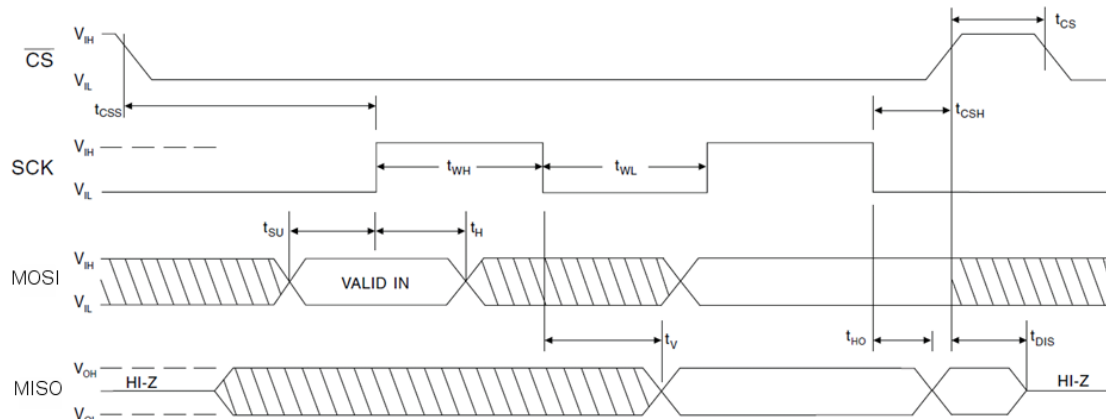 V_IH
t_CS
CS
V_IL
t_CSS
t_CSH
V_IH
SCK
t_WH
t_WL
V_IL
t_SU
t_H
V_IH
MOSI
VALID IN
V_IL
t_V
t_HO
t_DIS
V_OH
MISO
HI-Z
HI-Z